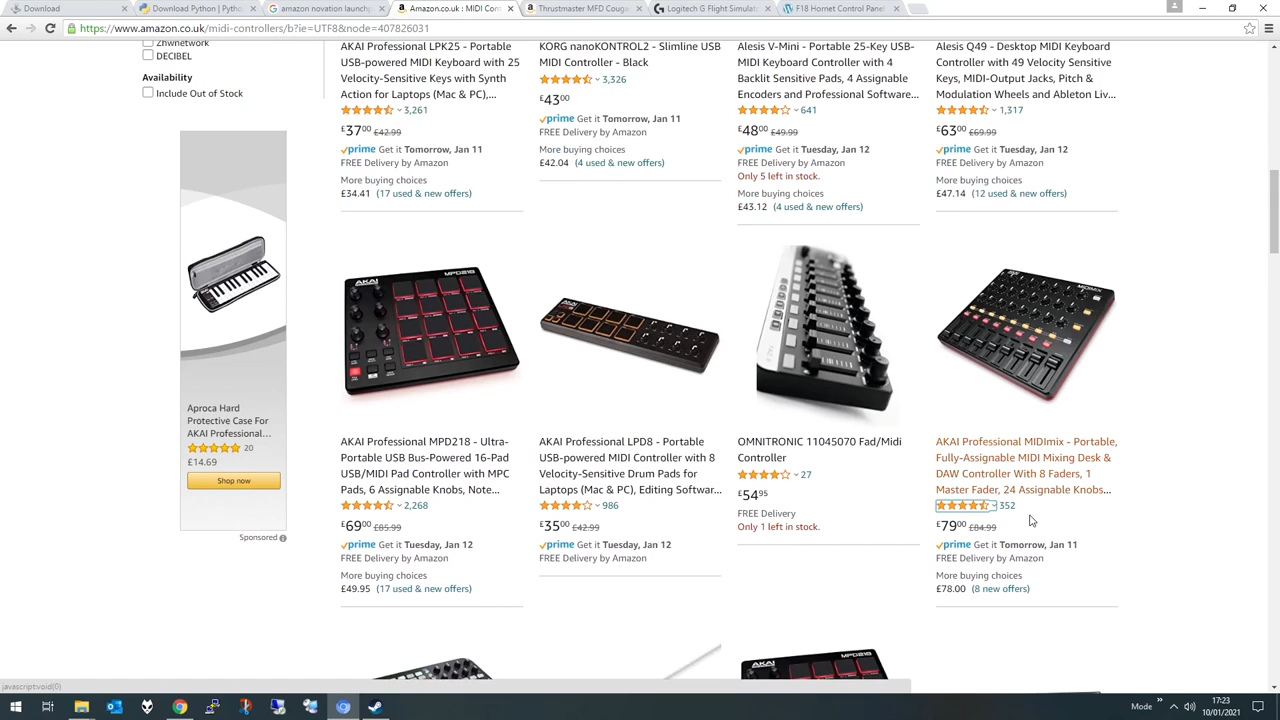 Download
Download Python | Pyth
amazon novation launchp
Amazon.co.uk : MIDI Con
Thrustmaster MFD Couga
Logitech G Flight Simulat
F18 Hornet Control Panel
https://www.amazon.co.uk/midi-controllers/b?ie=UTF8&node=407826031
Zhwnetwork
DECIBEL
Availability
Include Out of Stock
Aproca Hard
Protective Case For
AKAI Professional…
20
£14.69
Shop now
Sponsored
AKAI Professional LPK25 - Portable
USB-powered MIDI Keyboard with 25
Velocity-Sensitive Keys with Synth
Action for Laptops (Mac & PC),…
3,261
£37.00 £42.99
prime Get it Tomorrow, Jan 11
FREE Delivery by Amazon
More buying choices
£34.41 (17 used & new offers)
KORG nanoKONTROL2 - Slimline USB
MIDI Controller - Black
3,326
£43.00
prime Get it Tomorrow, Jan 11
FREE Delivery by Amazon
More buying choices
£42.04 (4 used & new offers)
Alesis V-Mini - Portable 25-Key USB-
MIDI Keyboard Controller with 4
Backlit Sensitive Pads, 4 Assignable
Encoders and Professional Software…
641
£48.00 £49.99
prime Get it Tuesday, Jan 12
FREE Delivery by Amazon
Only 5 left in stock.
More buying choices
£43.12 (4 used & new offers)
Alesis Q49 - Desktop MIDI Keyboard
Controller with 49 Velocity Sensitive
Keys, MIDI-Output Jacks, Pitch &
Modulation Wheels and Ableton Liv…
1,317
£63.00 £69.99
prime Get it Tuesday, Jan 12
FREE Delivery by Amazon
More buying choices
£47.14 (12 used & new offers)
AKAI MPD218
AKAI Professional MPD218 - Ultra-
Portable USB Bus-Powered 16-Pad
USB/MIDI Pad Controller with MPC
Pads, 6 Assignable Knobs, Note…
2,268
£69.00 £85.99
prime Get it Tuesday, Jan 12
FREE Delivery by Amazon
More buying choices
£49.95 (17 used & new offers)
AKAI
AKAI Professional LPD8 - Portable
USB-powered MIDI Controller with 8
Velocity-Sensitive Drum Pads for
Laptops (Mac & PC), Editing Softwar…
986
£35.00 £42.99
prime Get it Tuesday, Jan 12
FREE Delivery by Amazon
OMNITRONIC 11045070 Fad/Midi
Controller
27
£54.95
FREE Delivery
Only 1 left in stock.
AKAI MIDIMIX
AKAI Professional MIDImix - Portable,
Fully-Assignable MIDI Mixing Desk &
DAW Controller With 8 Faders, 1
Master Fader, 24 Assignable Knobs…
352
£79.00 £84.99
prime Get it Tomorrow, Jan 11
FREE Delivery by Amazon
More buying choices
£78.00 (8 new offers)
AKAI MPD218
javascript:void(0)
Mode
17:23
10/01/2021